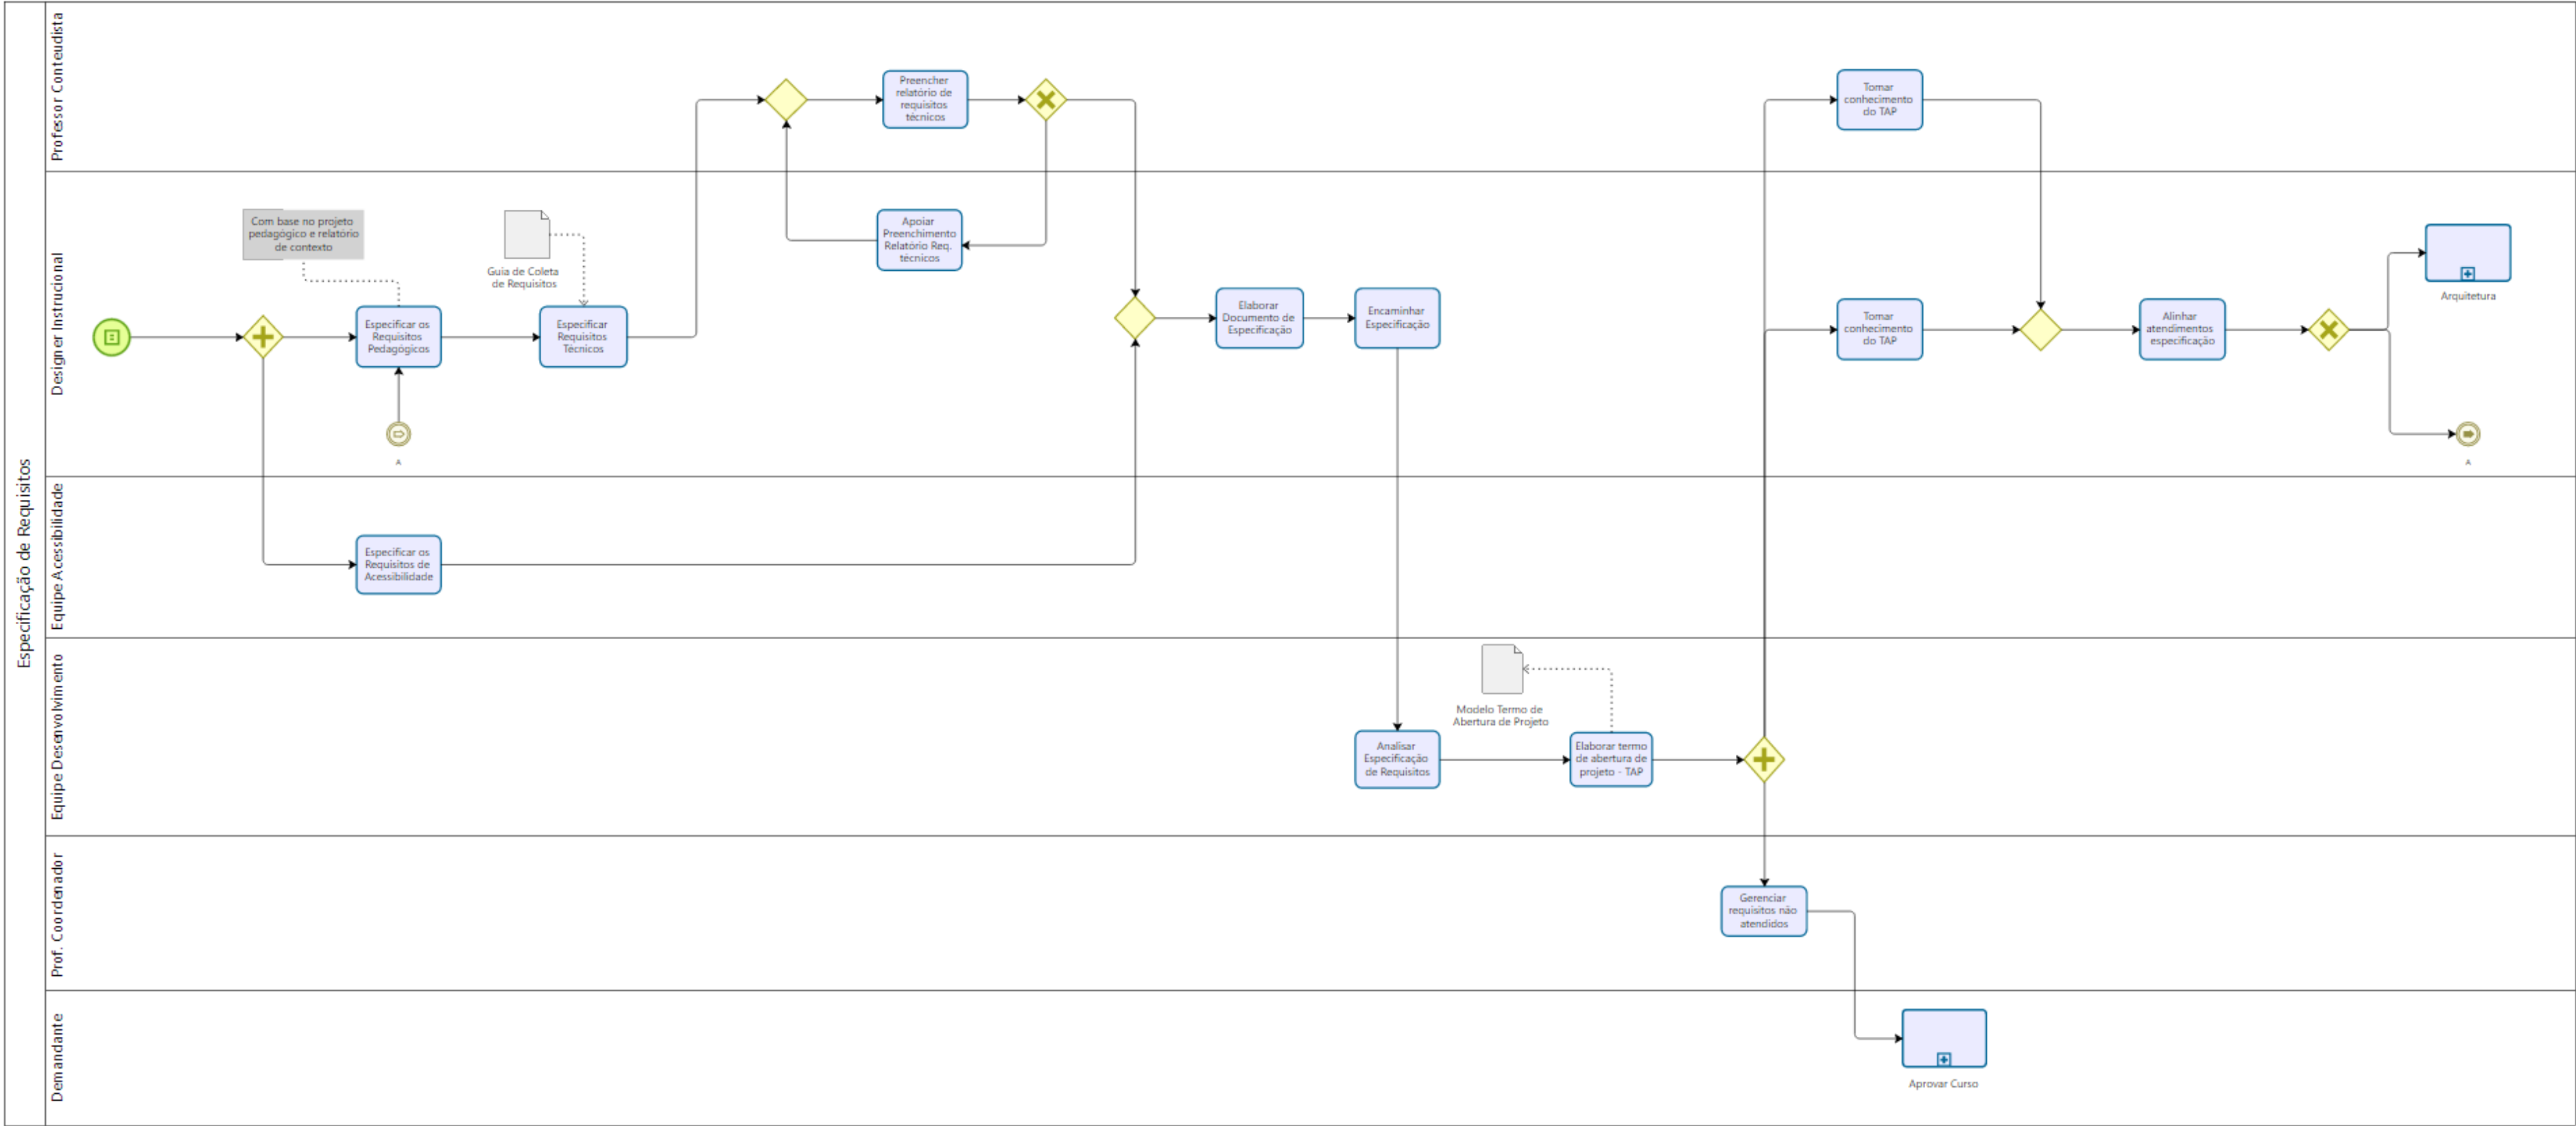 Especificação de Requisitos
Professor Conteudista
Preencher
relatório de
requisitos
técnicos
Tomar
conhecimento
do TAP
Designer Instrucional
Com base no projeto
pedagógico e relatório
de contexto
Guia de Coleta
de Requisitos
Apoiar
Preenchimento
Relatório Req.
técnicos
Especificar os
Requisitos
Pedagógicos
Especificar
Requisitos
Técnicos
Elaborar
Documento de
Especificação
Encaminhar
Especificação
Tomar
conhecimento
do TAP
Alinhar
atendimentos
especificação
Arquitetura
A
A
Equipe Acessibilidade
Especificar os
Requisitos de
Acessibilidade
Equipe Desenvolvimento
Modelo Termo de
Abertura de Projeto
Analisar
Especificação
de Requisitos
Elaborar termo
de abertura de
projeto - TAP
Prof. Coordenador
Gerenciar
requisitos não
atendidos
Demandante
Aprovar Curso